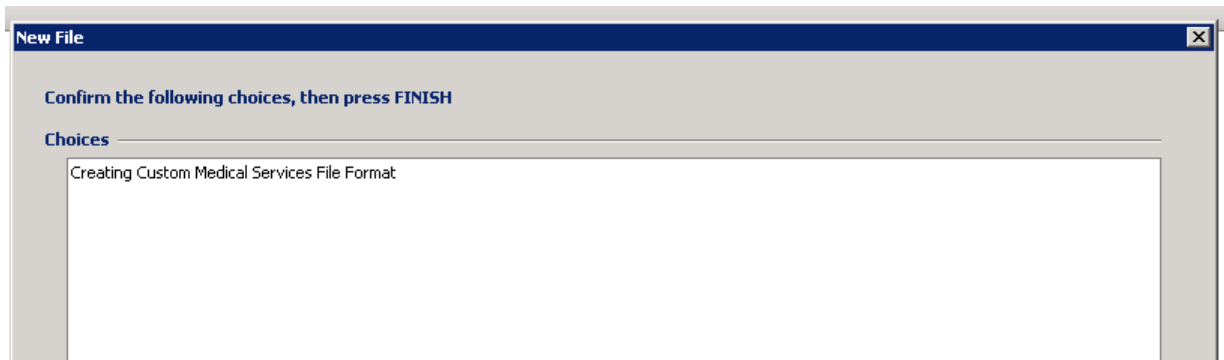 New File
Confirm the following choices, then press FINISH
Choices
Creating Custom Medical Services File Format